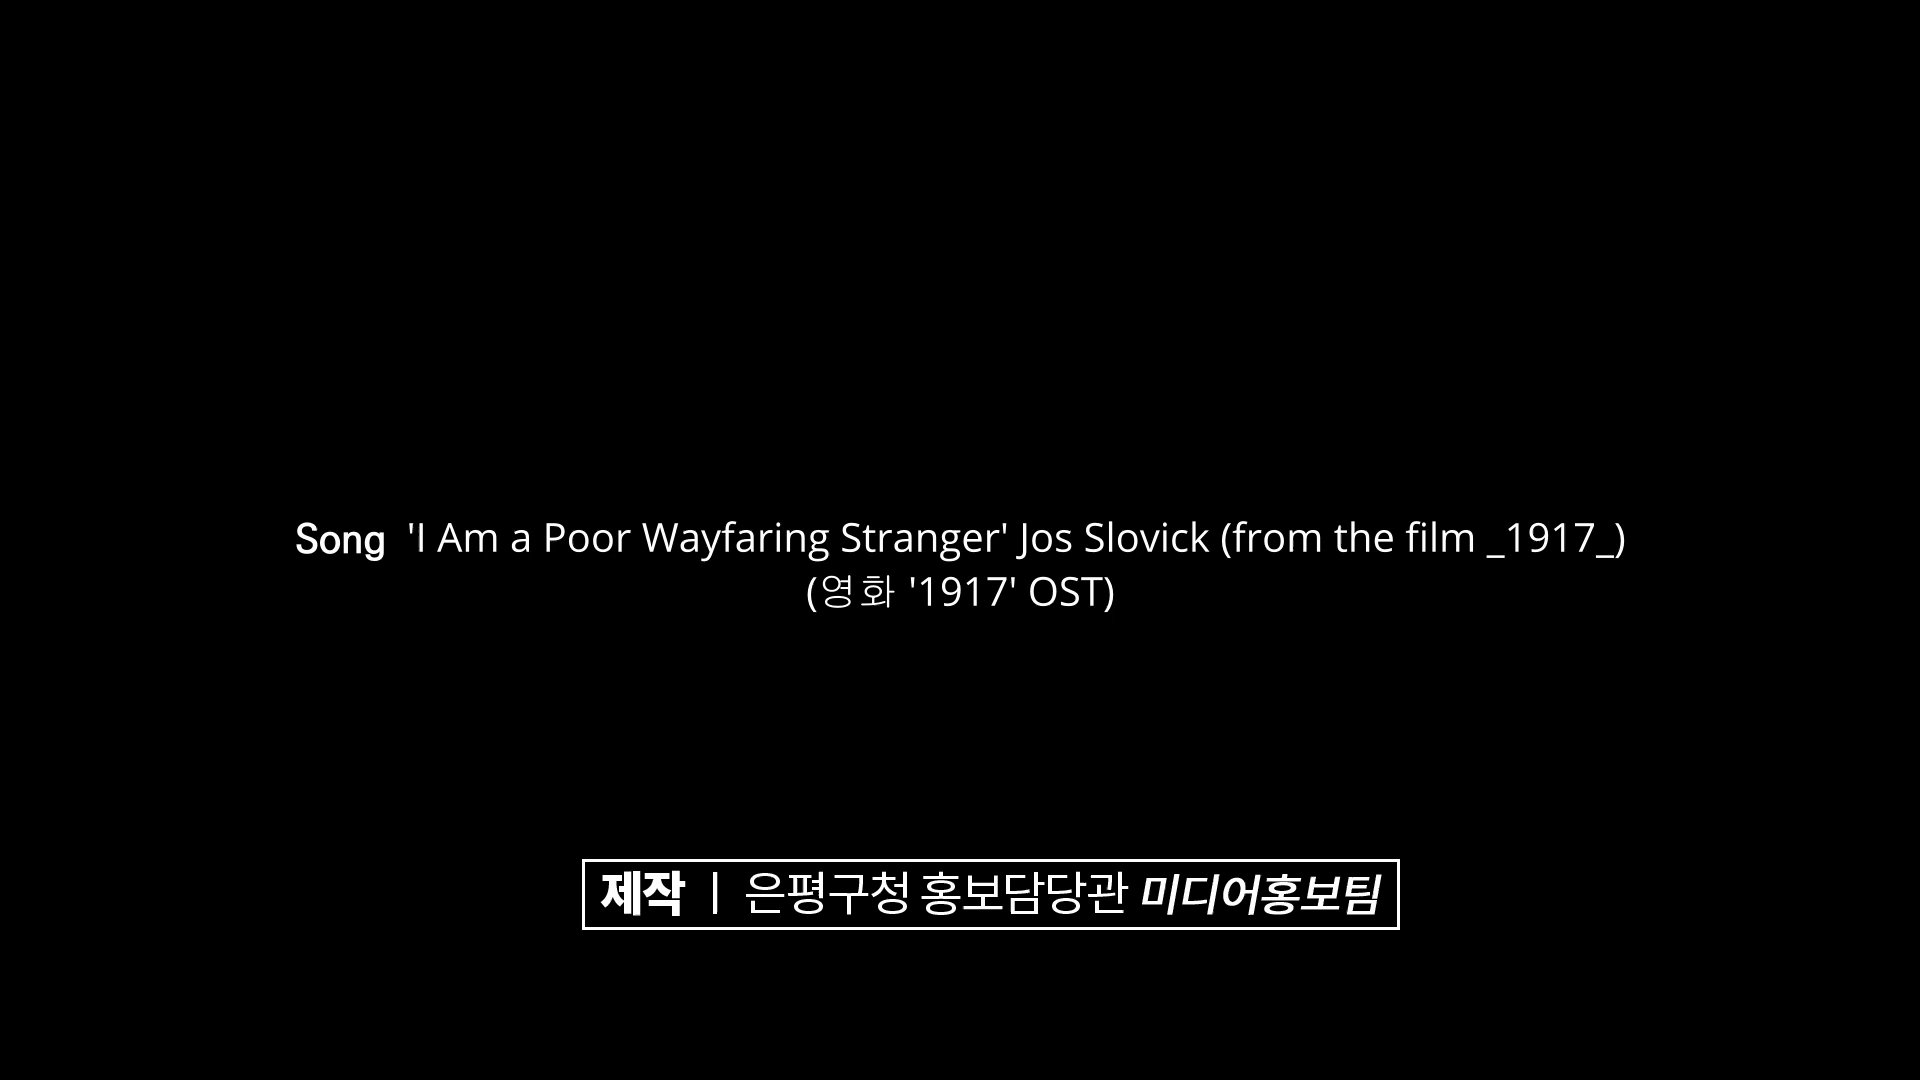 Song 'I Am a Poor Wayfaring Stranger' Jos Slovick (from the film _1917_)
(영화 '1917' OST)
제작 | 은평구청 홍보담당관 미디어홍보팀